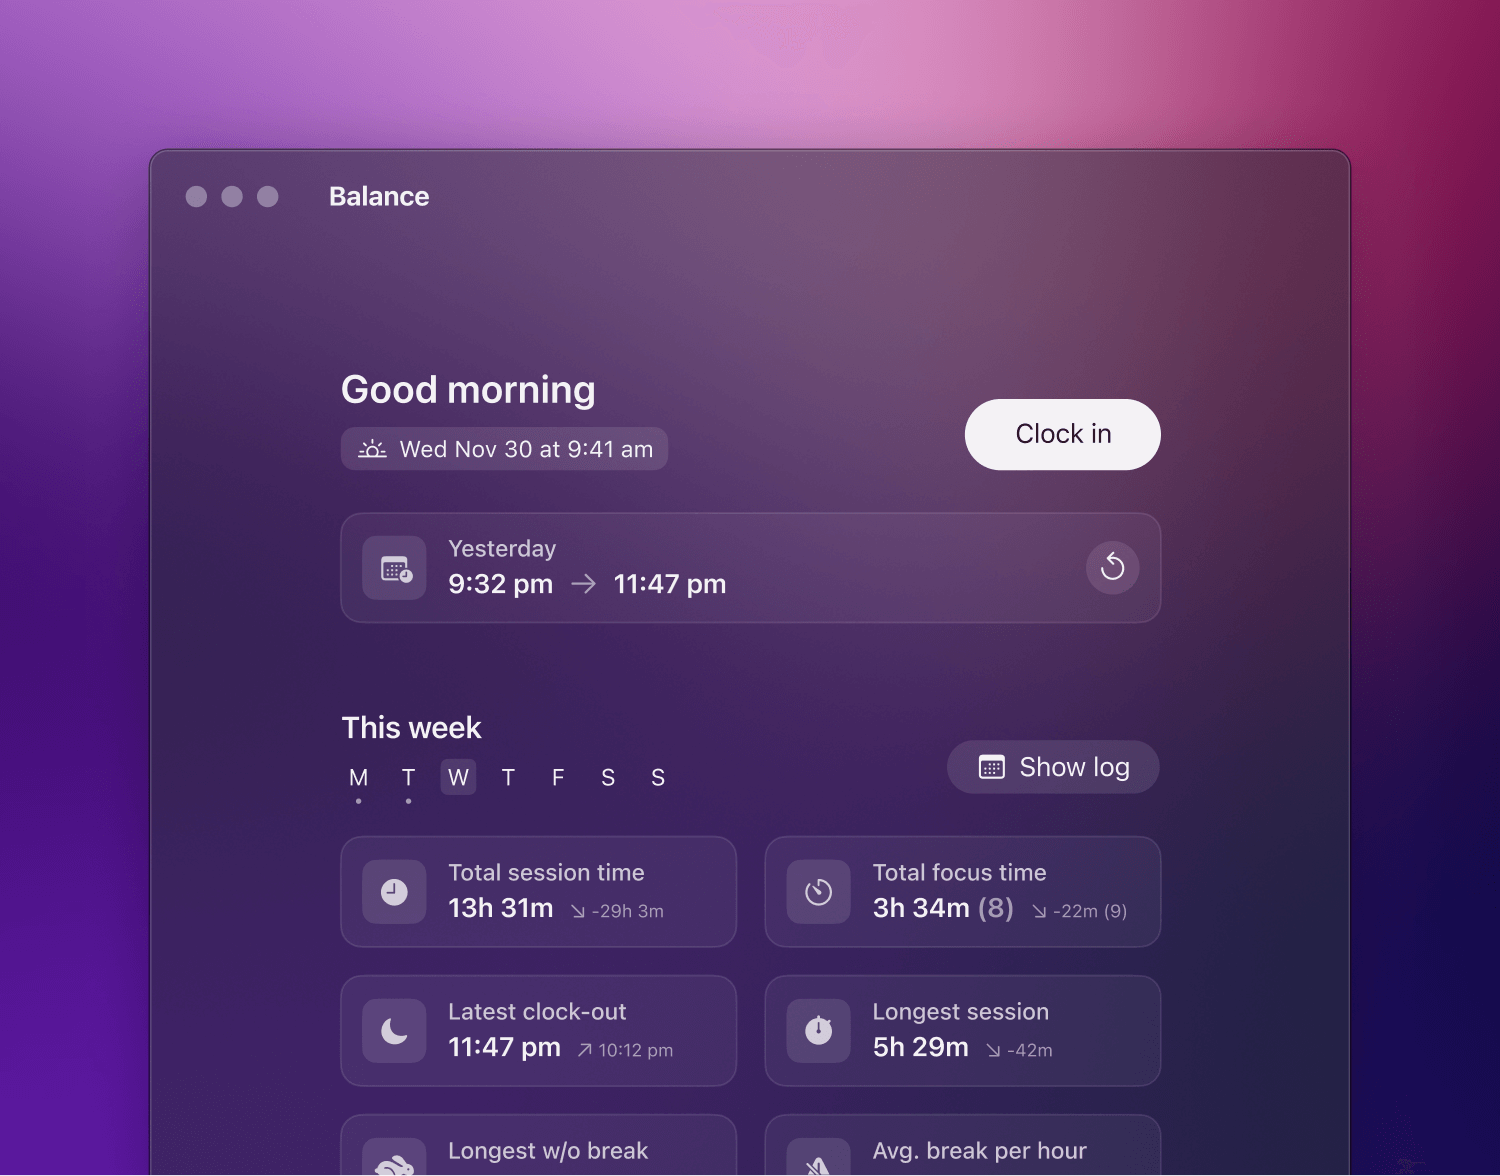 Balance
Good morning
Wed Nov 30 at 9:41 am
Clock in
Yesterday
9:32 pm → 11:47 pm
This week
M T W T F S S
Show log
Total session time
13h 31m ↘ -29h 3m
Total focus time
3h 34m (8) ↘ -22m (9)
Latest clock-out
11:47 pm ↗ 10:12 pm
Longest session
5h 29m ↘ -42m
Longest w/o break
Avg. break per hour